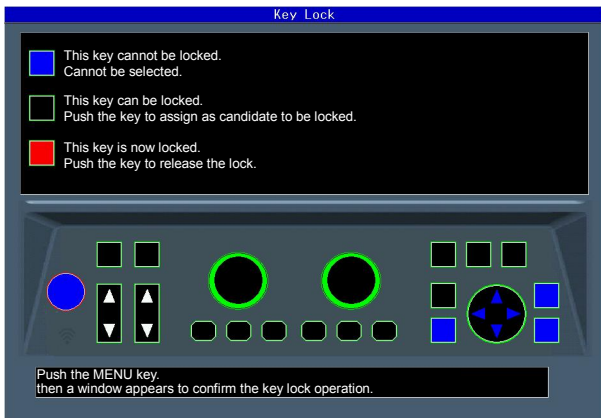 Key Lock
This key cannot be locked.
Cannot be selected.
This key can be locked.
Push the key to assign as candidate to be locked.
This key is now locked.
Push the key to release the lock.
Push the MENU key.
then a window appears to confirm the key lock operation.